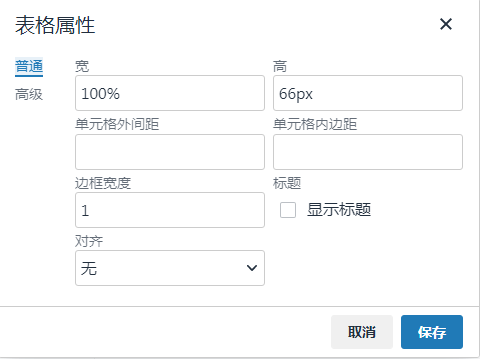 表格属性
普通
高级
宽
高
100%
66px
单元格外间距
单元格内边距
边框宽度
标题
1
显示标题
对齐
无
取消
保存